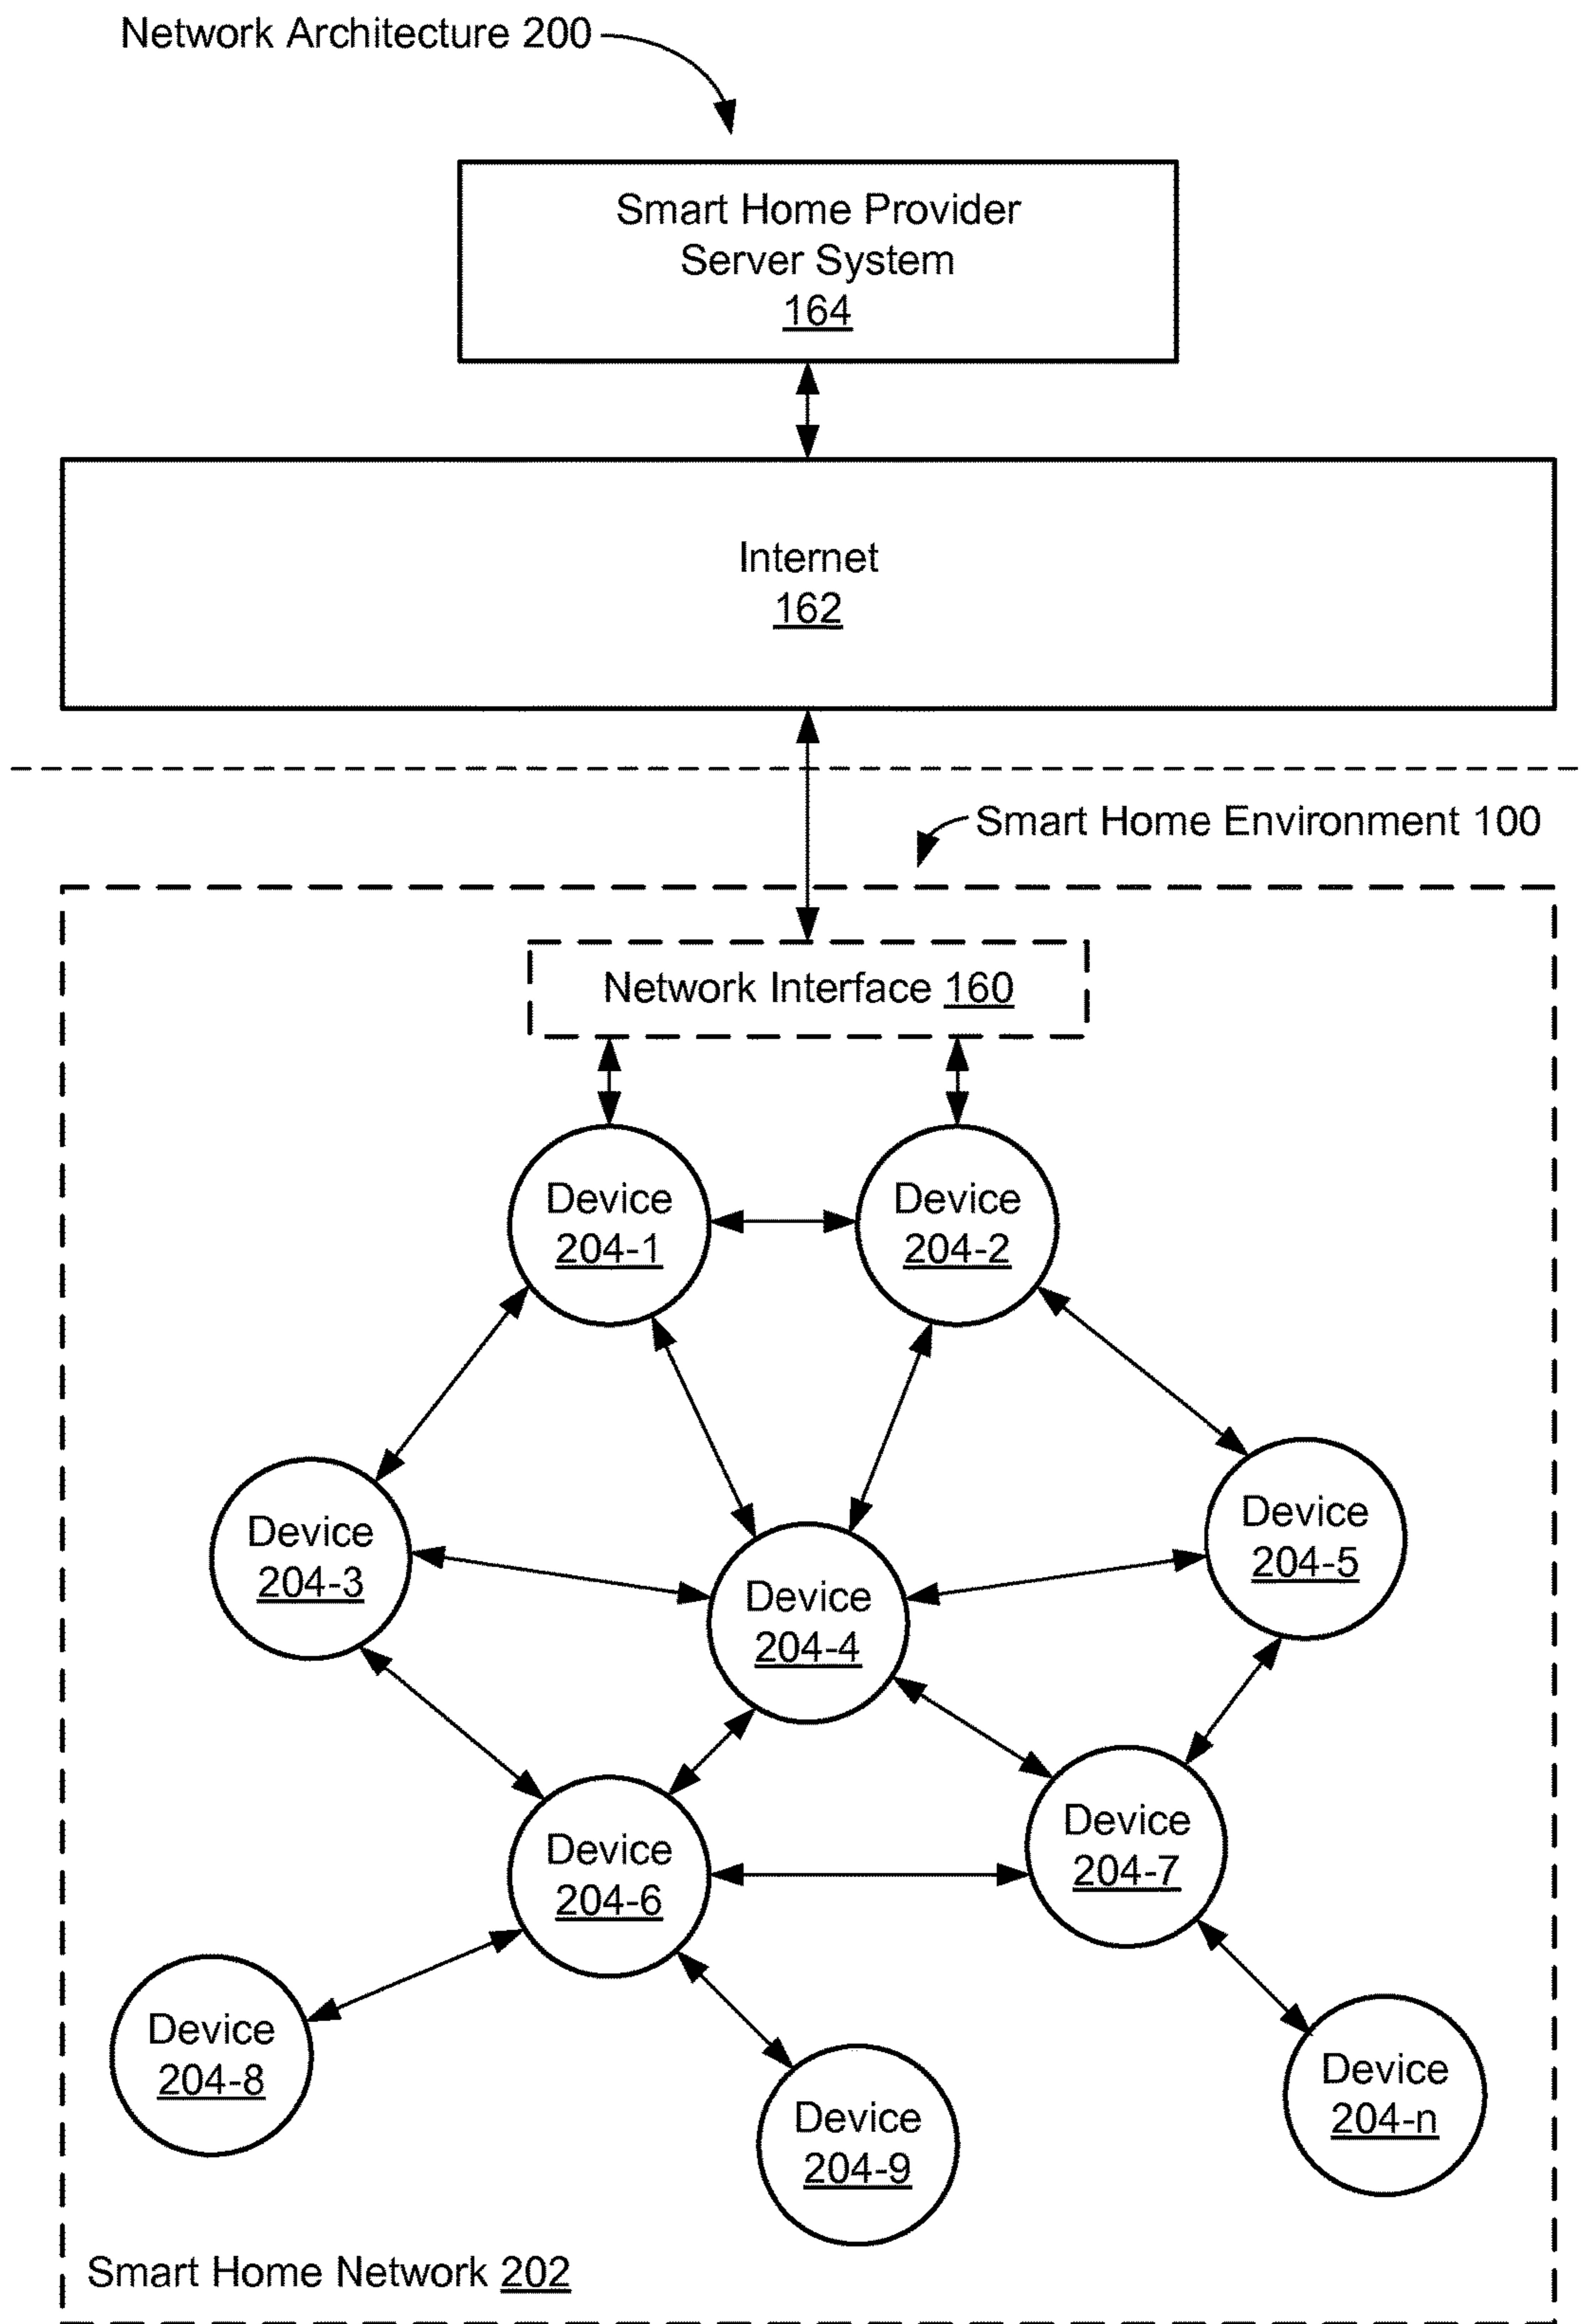 Network Architecture 200
Smart Home Provider
Server System
164
Internet
162
Smart Home Environment 100
Network Interface 160
Device
204-1
Device
204-2
Device
204-3
Device
204-4
Device
204-5
Device
204-6
Device
204-7
Device
204-8
Device
204-9
Device
204-n
Smart Home Network 202